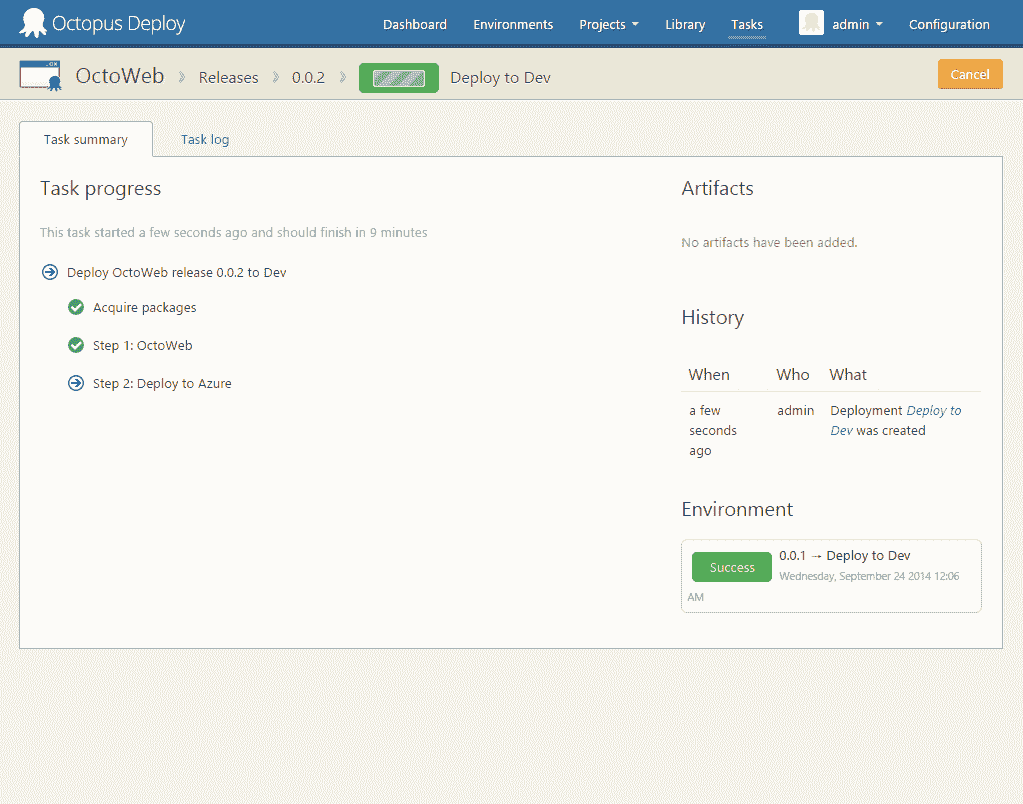 Octopus Deploy
Dashboard Environments Projects Library Tasks admin Configuration
OctoWeb Releases 0.0.2 Deploy to Dev Cancel
Task summary Task log
Task progress
This task started a few seconds ago and should finish in 9 minutes
Deploy OctoWeb release 0.0.2 to Dev
Acquire packages
Step 1: OctoWeb
Step 2: Deploy to Azure
Artifacts
No artifacts have been added.
History
When Who What
a few admin Deployment Deploy to
seconds Dev was created
ago
Environment
Success 0.0.1 → Deploy to Dev
Wednesday, September 24 2014 12:06
AM